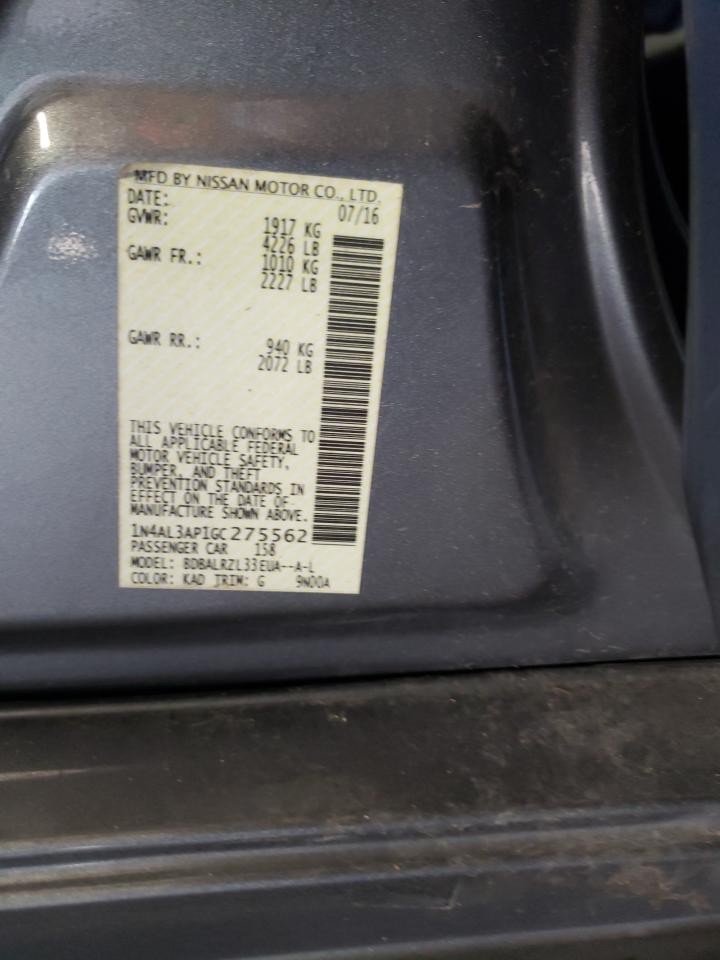 MFD BY NISSAN MOTOR CO., LTD.
DATE: 07/16
GVWR: 1917 KG
4226 LB
GAWR FR.: 1010 KG
2227 LB
GAWR RR.: 940 KG
2072 LB
THIS VEHICLE CONFORMS TO
ALL APPLICABLE FEDERAL
MOTOR VEHICLE SAFETY,
BUMPER, AND THEFT
PREVENTION STANDARDS IN
EFFECT ON THE DATE OF
MANUFACTURE SHOWN ABOVE.
1N4AL3AP1GC275562
PASSENGER CAR 158
MODEL: BDBALRZL33EUA--A-L
COLOR: KAD TRIM: G 9N00A